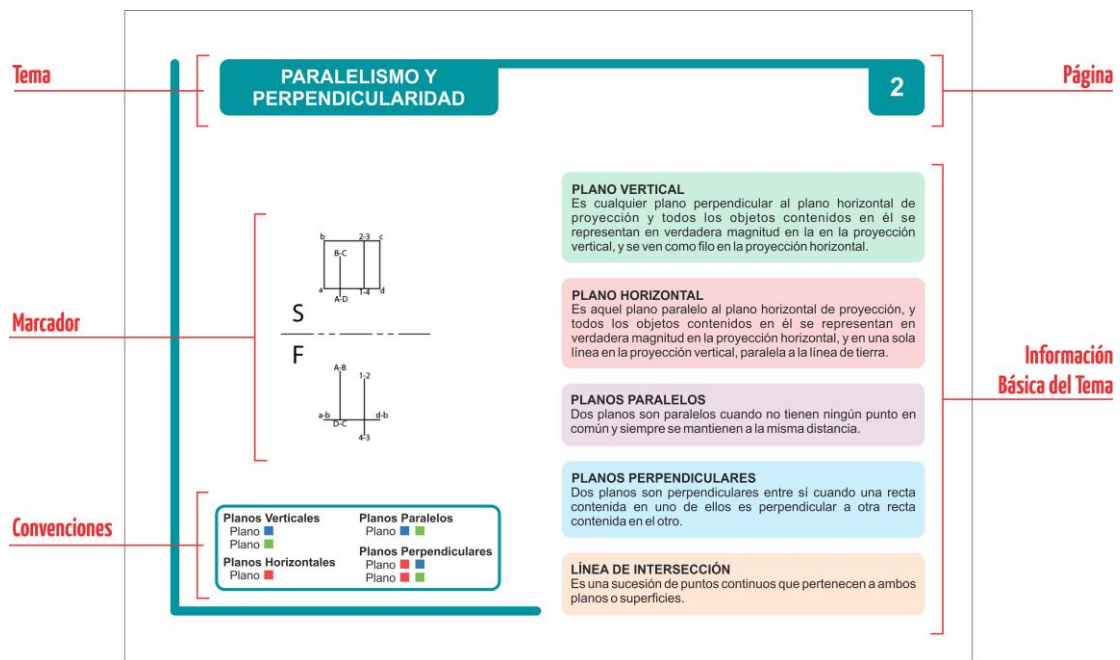 Tema
PARALELISMO Y
PERPENDICULARIDAD
2
Página
Marcador
b 2-3 c
B-C
a 1-4 d
A-D
S
F
A-B
1-2
a-b d-b
D-C
4-3
Convenciones
Planos Verticales
Plano
Plano
Planos Horizontales
Plano
Planos Paralelos
Plano
Planos Perpendiculares
Plano
Plano
PLANO VERTICAL
Es cualquier plano perpendicular al plano horizontal de
proyección y todos los objetos contenidos en él se
representan en verdadera magnitud en la en la proyección
vertical, y se ven como filo en la proyección horizontal.
PLANO HORIZONTAL
Es aquel plano paralelo al plano horizontal de proyección, y
todos los objetos contenidos en él se representan en
verdadera magnitud en la proyección horizontal, y en una sola
línea en la proyección vertical, paralela a la línea de tierra.
PLANOS PARALELOS
Dos planos son paralelos cuando no tienen ningún punto en
común y siempre se mantienen a la misma distancia.
PLANOS PERPENDICULARES
Dos planos son perpendiculares entre sí cuando una recta
contenida en uno de ellos es perpendicular a otra recta
contenida en el otro.
LÍNEA DE INTERSECCIÓN
Es una sucesión de puntos continuos que pertenecen a ambos
planos o superficies.
Información
Básica del Tema